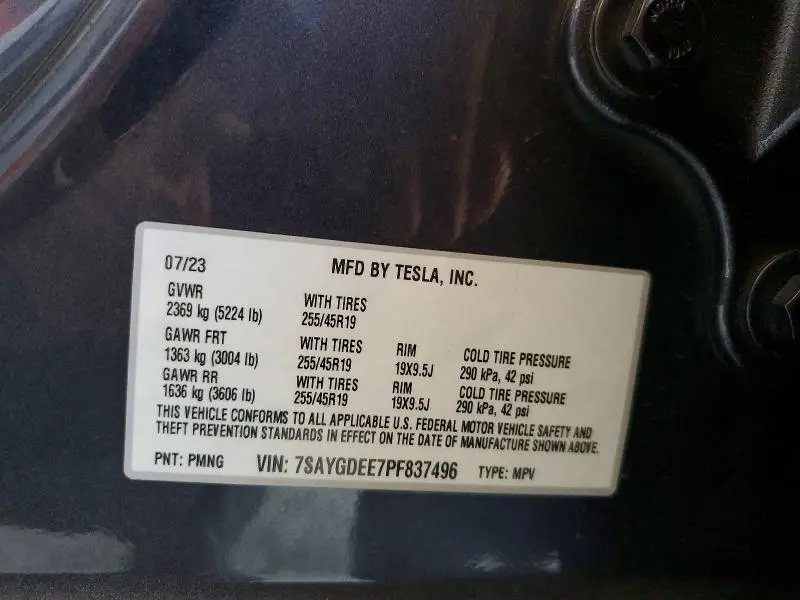 07/23 MFD BY TESLA, INC.
GVWR
2369 kg (5224 lb) WITH TIRES 255/45R19
GAWR FRT WITH TIRES RIM COLD TIRE PRESSURE
1363 kg (3004 lb) 255/45R19 19X9.5J 290 kPa, 42 psi
GAWR RR WITH TIRES RIM COLD TIRE PRESSURE
1636 kg (3606 lb) 255/45R19 19X9.5J 290 kPa, 42 psi
THIS VEHICLE CONFORMS TO ALL APPLICABLE U.S. FEDERAL MOTOR VEHICLE SAFETY AND
THEFT PREVENTION STANDARDS IN EFFECT ON THE DATE OF MANUFACTURE SHOWN ABOVE.
PNT: PMNG VIN: 7SAYGDEE7PF837496 TYPE: MPV